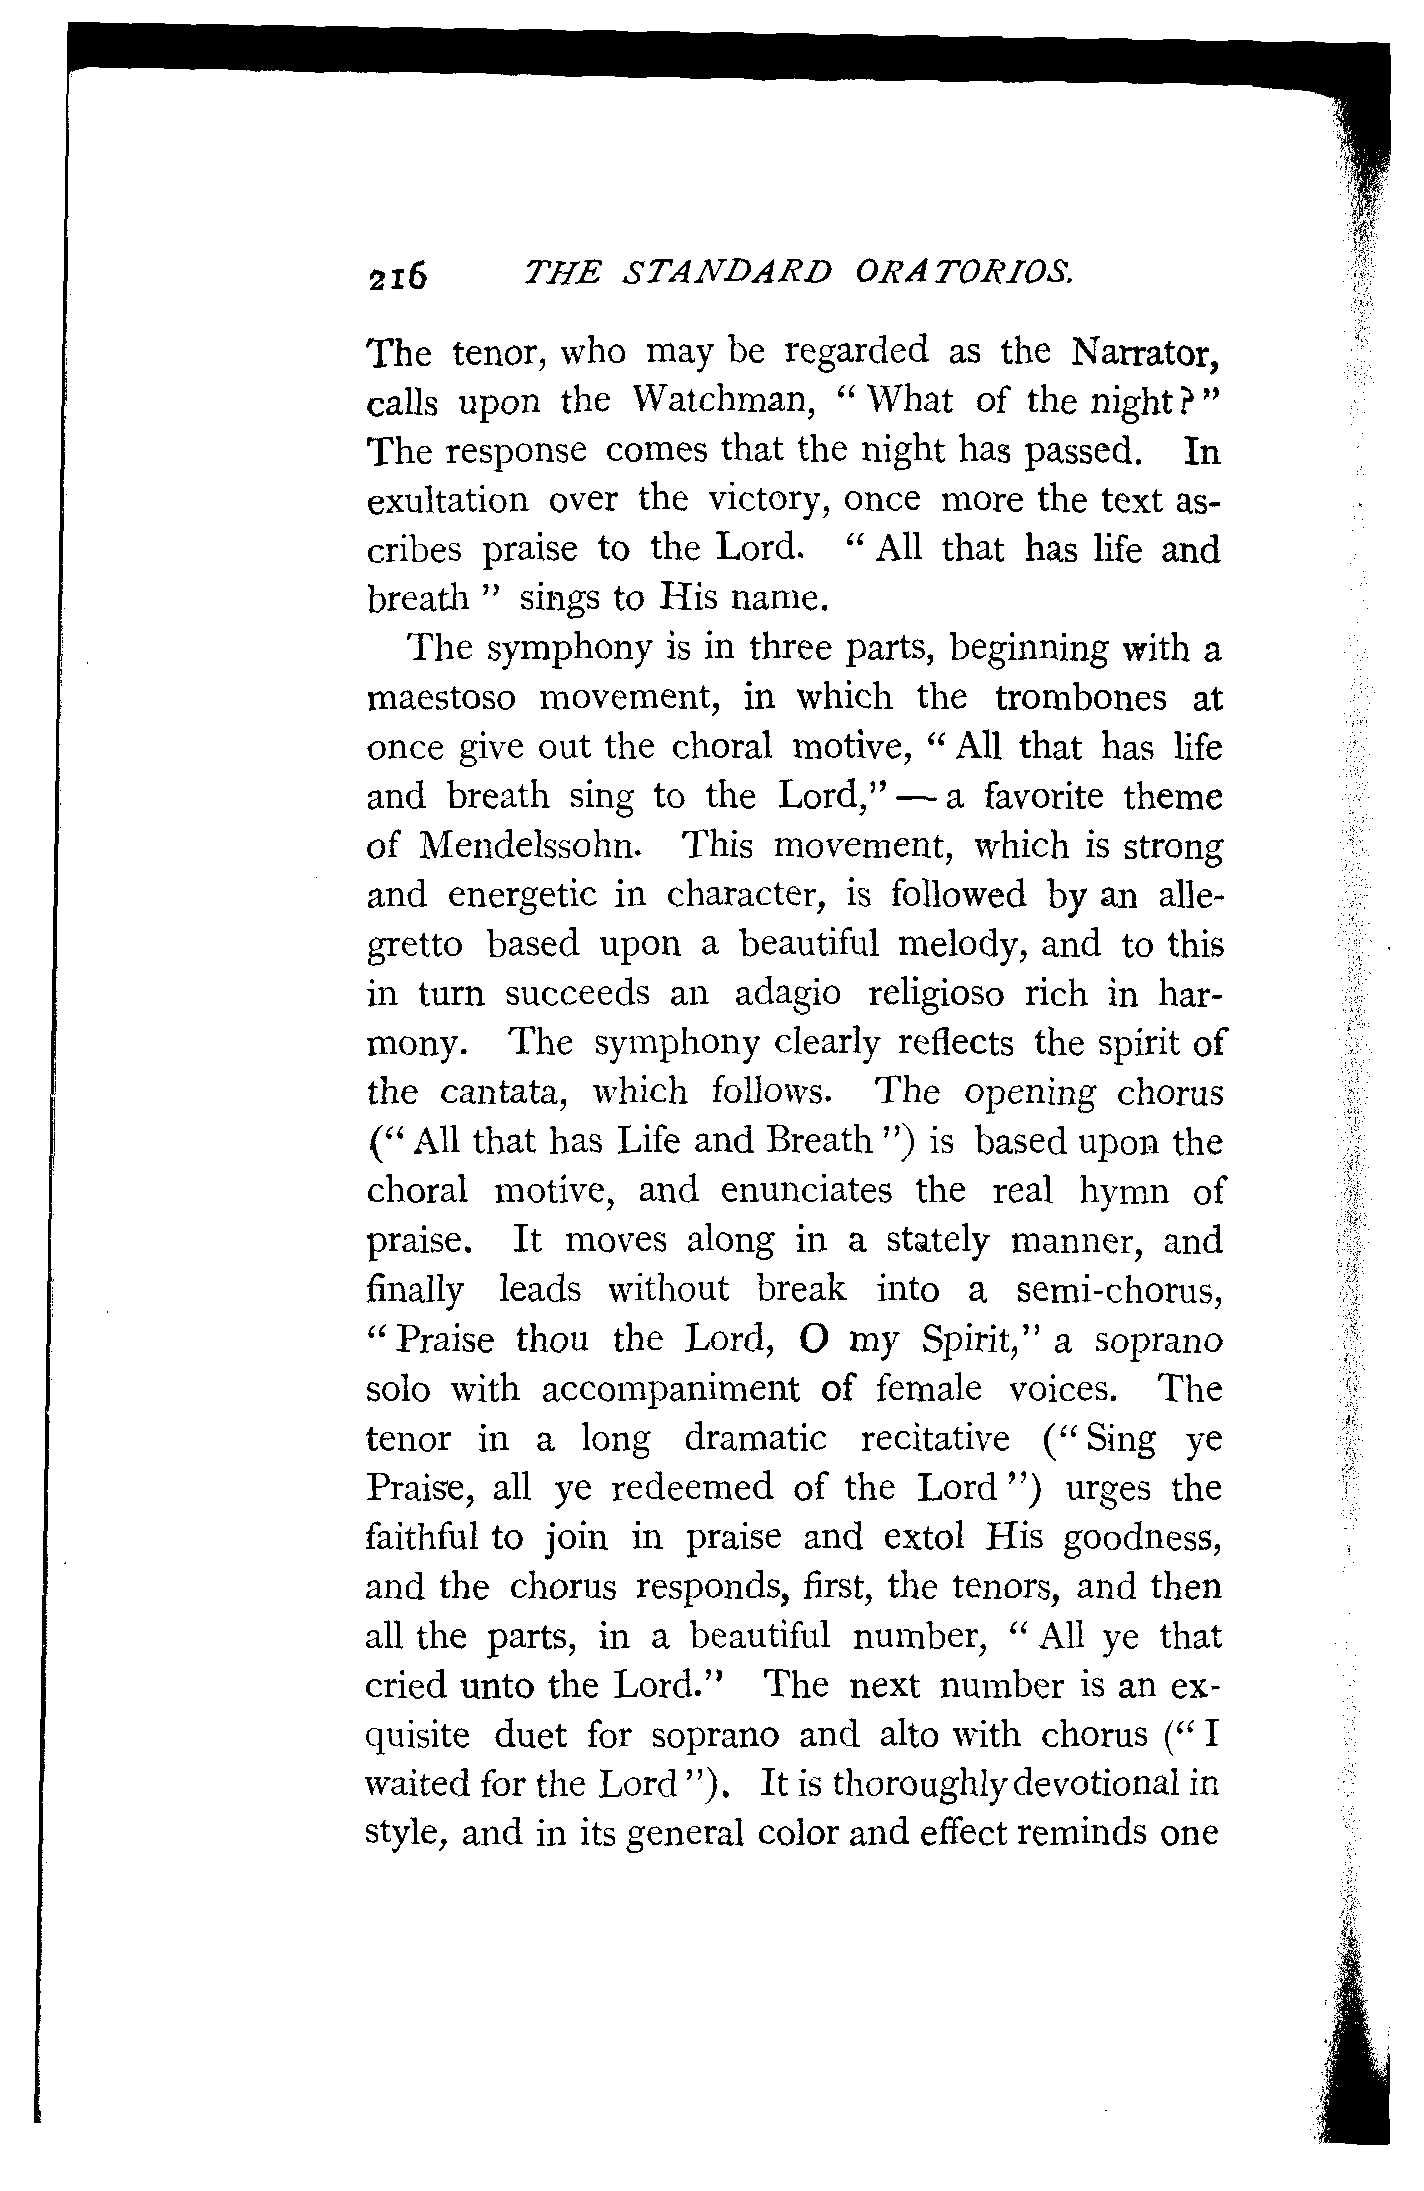 216 THE STANDARD ORATORIOS.
The tenor, who may be regarded as the Narrator,
calls upon the Watchman, “ What of the night? ”
The response comes that the night has passed. In
exultation over the victory, once more the text as-
cribes praise to the Lord. “ All that has life and
breath ” sings to His name.
The symphony is in three parts, beginning with a
maestoso movement, in which the trombones at
once give out the choral motive, “ All that has life
and breath sing to the Lord,” — a favorite theme
of Mendelssohn. This movement, which is strong
and energetic in character, is followed by an alle-
gretto based upon a beautiful melody, and to this
in turn succeeds an adagio religioso rich in har-
mony. The symphony clearly reflects the spirit of
the cantata, which follows. The opening chorus
(“ All that has Life and Breath ”) is based upon the
choral motive, and enunciates the real hymn of
praise. It moves along in a stately manner, and
finally leads without break into a semi-chorus,
“ Praise thou the Lord, O my Spirit,” a soprano
solo with accompaniment of female voices. The
tenor in a long dramatic recitative (“ Sing ye
Praise, all ye redeemed of the Lord ”) urges the
faithful to join in praise and extol His goodness,
and the chorus responds, first, the tenors, and then
all the parts, in a beautiful number, “ All ye that
cried unto the Lord.” The next number is an ex-
quisite duet for soprano and alto with chorus (“ I
waited for the Lord ”). It is thoroughly devotional in
style, and in its general color and effect reminds one